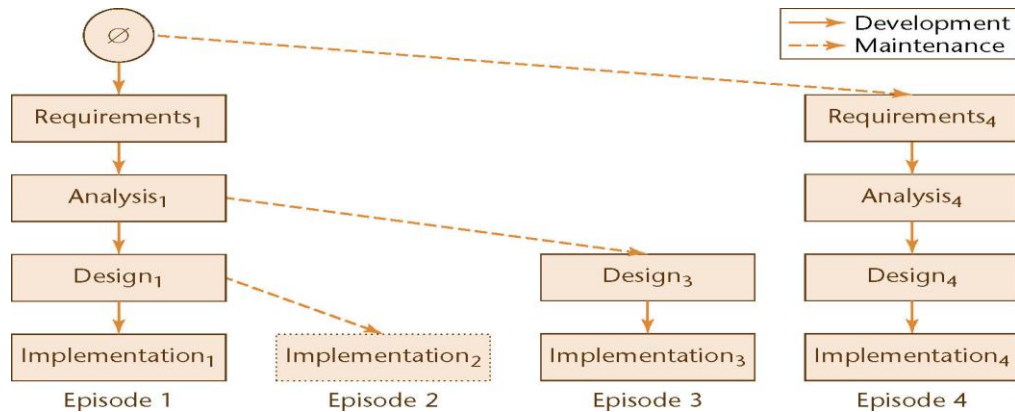 ∅
Development
Maintenance
Requirements₁
Requirements₄
Analysis₁
Analysis₄
Design₁
Design₃
Design₄
Implementation₁
Implementation₂
Implementation₃
Implementation₄
Episode 1
Episode 2
Episode 3
Episode 4